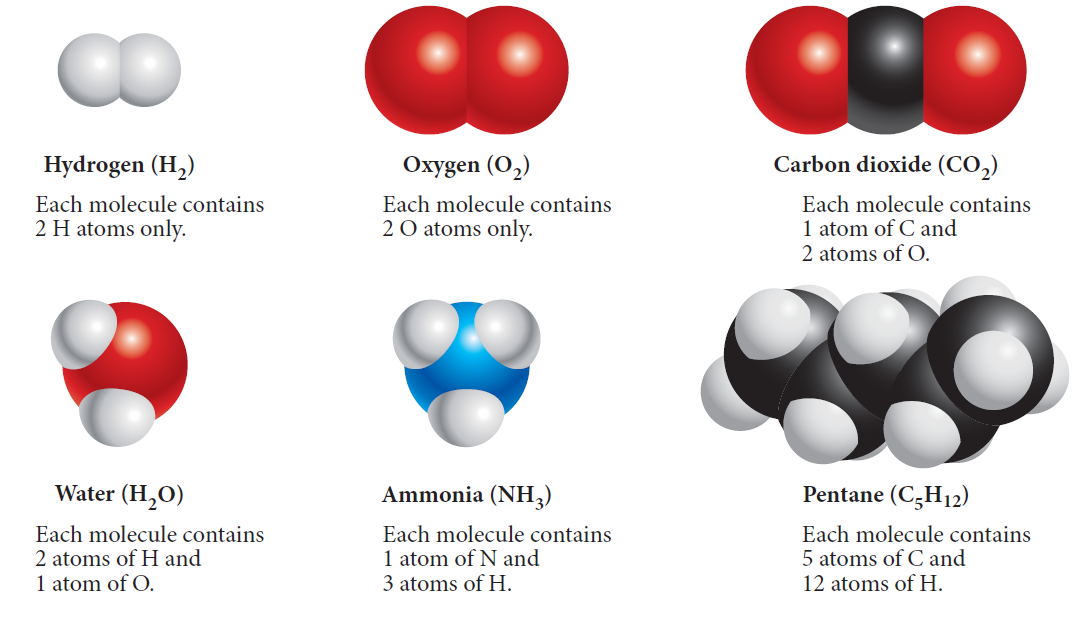 Hydrogen (H₂)
Each molecule contains
2 H atoms only.
Oxygen (O₂)
Each molecule contains
2 O atoms only.
Carbon dioxide (CO₂)
Each molecule contains
1 atom of C and
2 atoms of O.
Water (H₂O)
Each molecule contains
2 atoms of H and
1 atom of O.
Ammonia (NH₃)
Each molecule contains
1 atom of N and
3 atoms of H.
Pentane (C₅H₁₂)
Each molecule contains
5 atoms of C and
12 atoms of H.